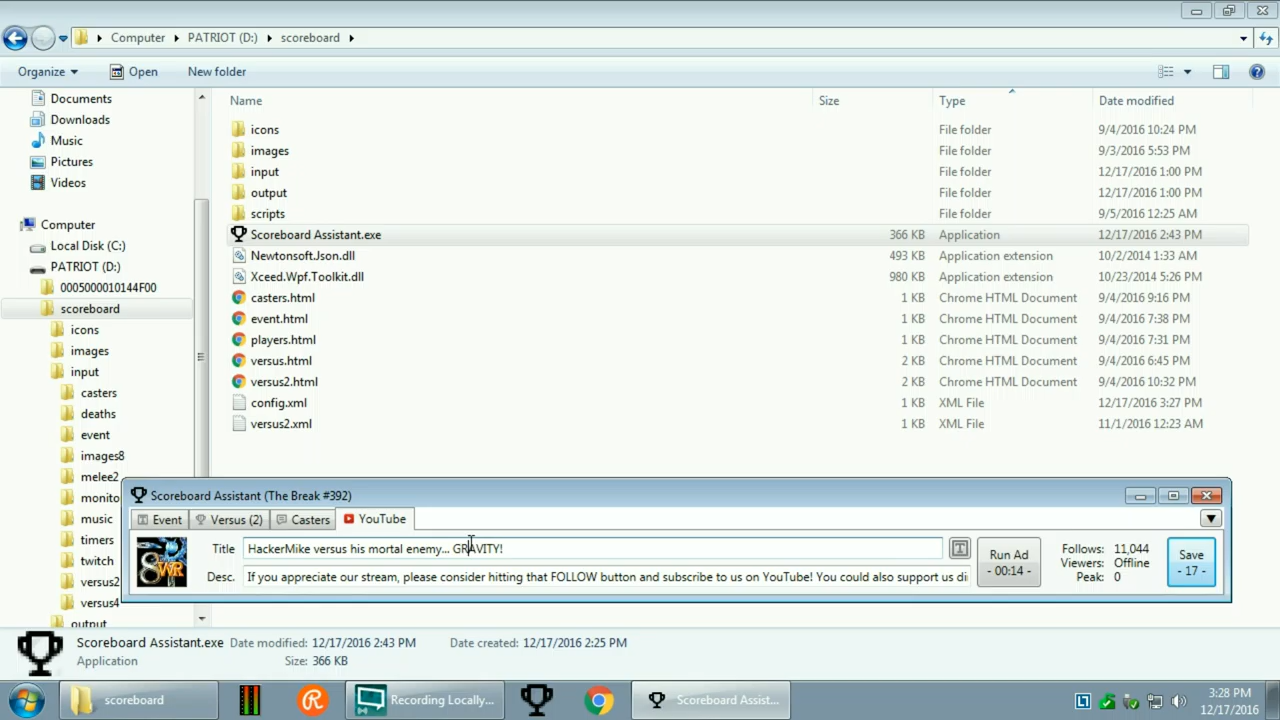 Computer ▸ PATRIOT (D:) ▸ scoreboard ▸
Organize Open New folder
Name Size Type Date modified
Documents
Downloads
Music
Pictures
Videos
Computer
Local Disk (C:)
PATRIOT (D:)
0005000010144F00
scoreboard
icons
images
input
casters
deaths
event
images8
melee2
monito
music
timers
twitch
versus2
versus4
output
icons File folder 9/4/2016 10:24 PM
images File folder 9/3/2016 5:53 PM
input File folder 12/17/2016 1:00 PM
output File folder 12/17/2016 1:00 PM
scripts File folder 9/5/2016 12:25 AM
Scoreboard Assistant.exe 366 KB Application 12/17/2016 2:43 PM
Newtonsoft.Json.dll 493 KB Application extension 10/2/2014 1:33 AM
Xceed.Wpf.Toolkit.dll 980 KB Application extension 10/23/2014 5:26 PM
casters.html 1 KB Chrome HTML Document 9/4/2016 9:16 PM
event.html 1 KB Chrome HTML Document 9/4/2016 7:38 PM
players.html 1 KB Chrome HTML Document 9/4/2016 7:31 PM
versus.html 2 KB Chrome HTML Document 9/4/2016 6:45 PM
versus2.html 2 KB Chrome HTML Document 9/4/2016 10:32 PM
config.xml 1 KB XML File 12/17/2016 3:27 PM
versus2.xml 1 KB XML File 11/1/2016 12:23 AM
Scoreboard Assistant (The Break #392)
Event Versus (2) Casters YouTube
8WR
Title HackerMike versus his mortal enemy... GRAVITY!
Desc. If you appreciate our stream, please consider hitting that FOLLOW button and subscribe to us on YouTube! You could also support us di
T
Run Ad
- 00:14 -
Follows: 11,044
Viewers: Offline
Peak: 0
Save
- 17 -
Scoreboard Assistant.exe Date modified: 12/17/2016 2:43 PM Date created: 12/17/2016 2:25 PM
Application Size: 366 KB
scoreboard Recording Locally... Scoreboard Assist...
3:28 PM
12/17/2016